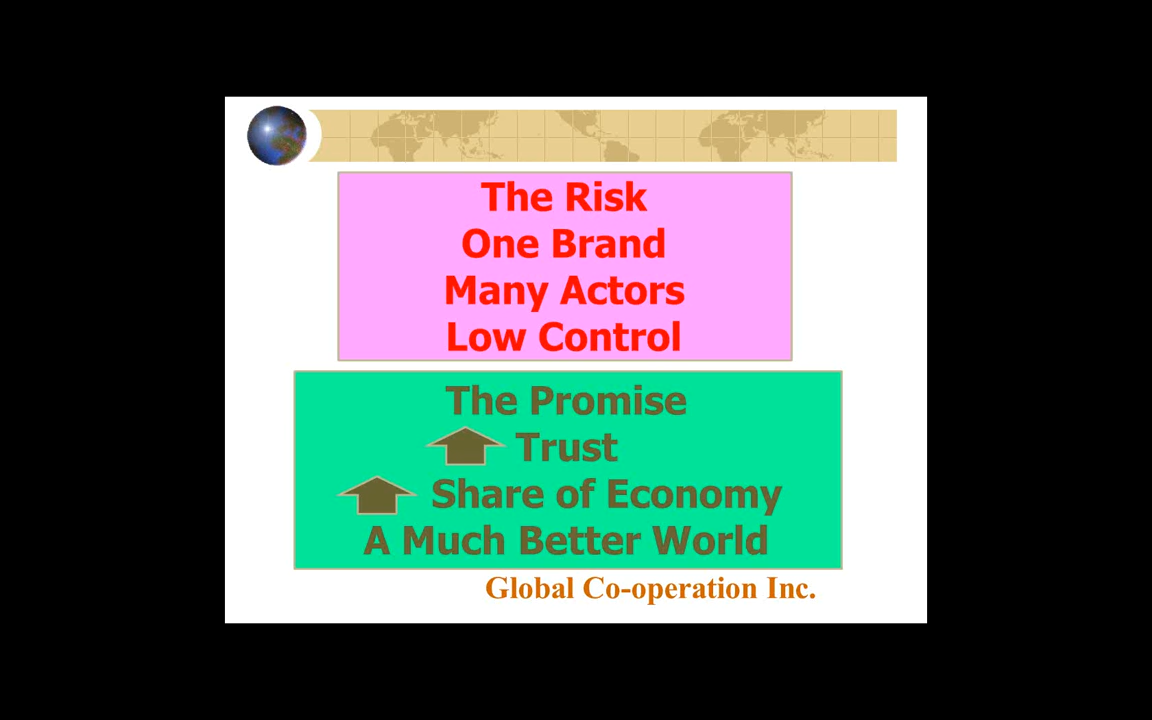 The Risk
One Brand
Many Actors
Low Control
The Promise
Trust
Share of Economy
A Much Better World
Global Co-operation Inc.